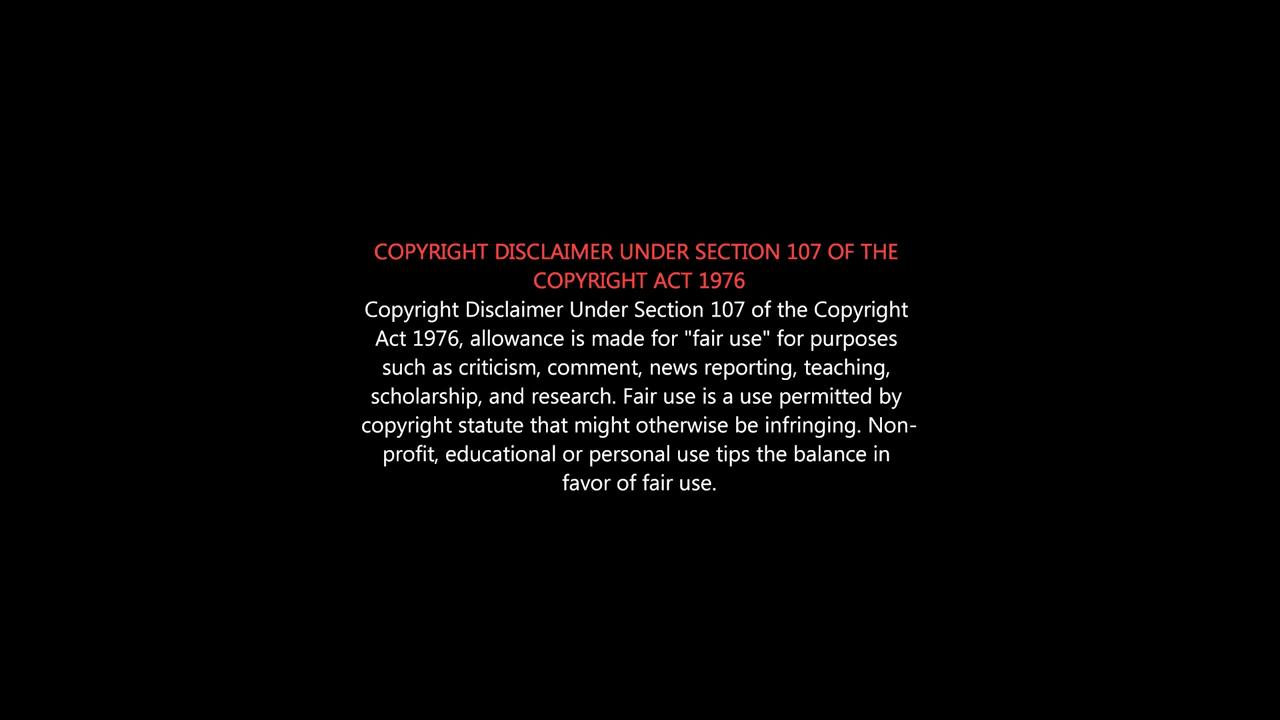 COPYRIGHT DISCLAIMER UNDER SECTION 107 OF THE
COPYRIGHT ACT 1976
Copyright Disclaimer Under Section 107 of the Copyright
Act 1976, allowance is made for "fair use" for purposes
such as criticism, comment, news reporting, teaching,
scholarship, and research. Fair use is a use permitted by
copyright statute that might otherwise be infringing. Non-
profit, educational or personal use tips the balance in
favor of fair use.